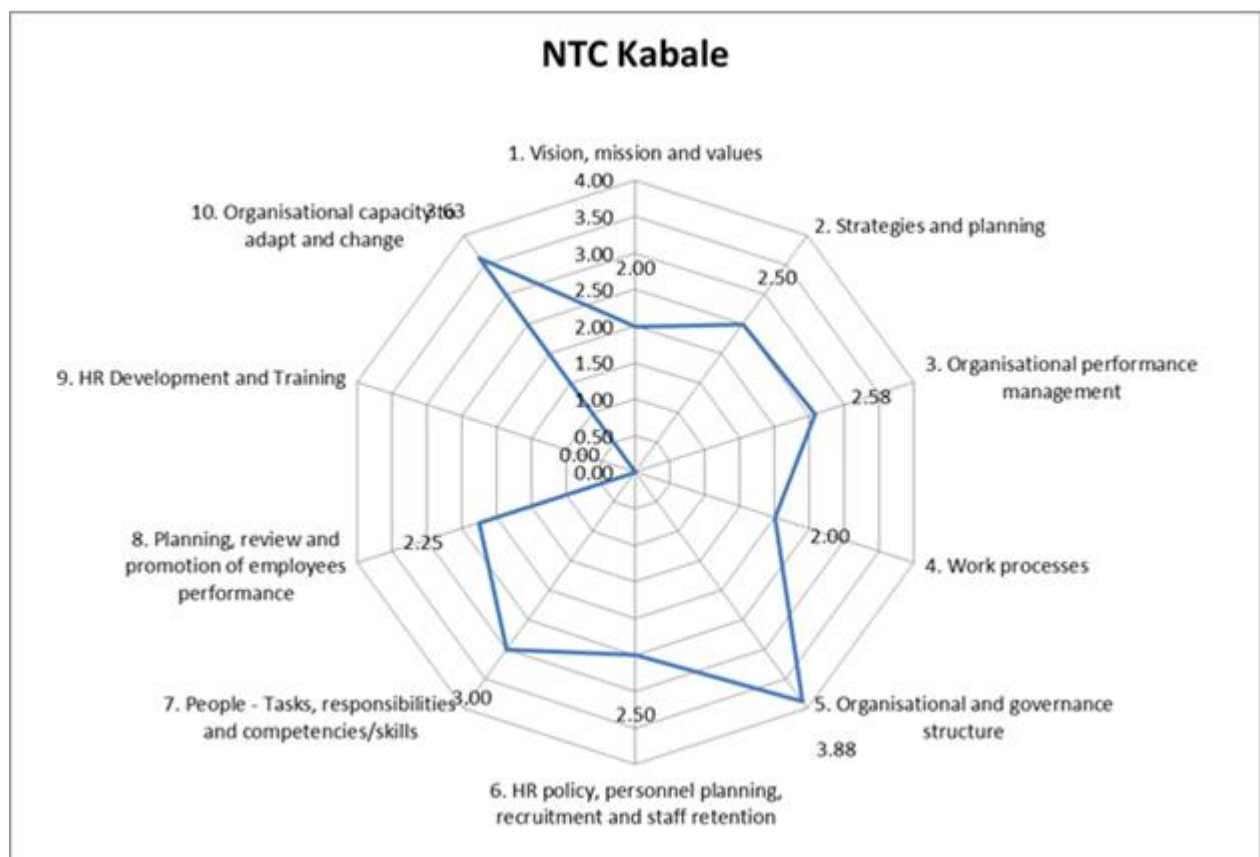 NTC Kabale
1. Vision, mission and values
4.00
3.50
3.00
2.50
2.00
1.50
1.00
0.50
0.00
2.00
2. Strategies and planning
2.50
3. Organisational performance
management
2.58
4. Work processes
2.00
5. Organisational and governance
structure
3.88
6. HR policy, personnel planning,
recruitment and staff retention
2.50
7. People - Tasks, responsibilities
and competencies/skills
3.00
8. Planning, review and
promotion of employees
performance
2.25
9. HR Development and Training
0.00
10. Organisational capacity to
adapt and change
3.63